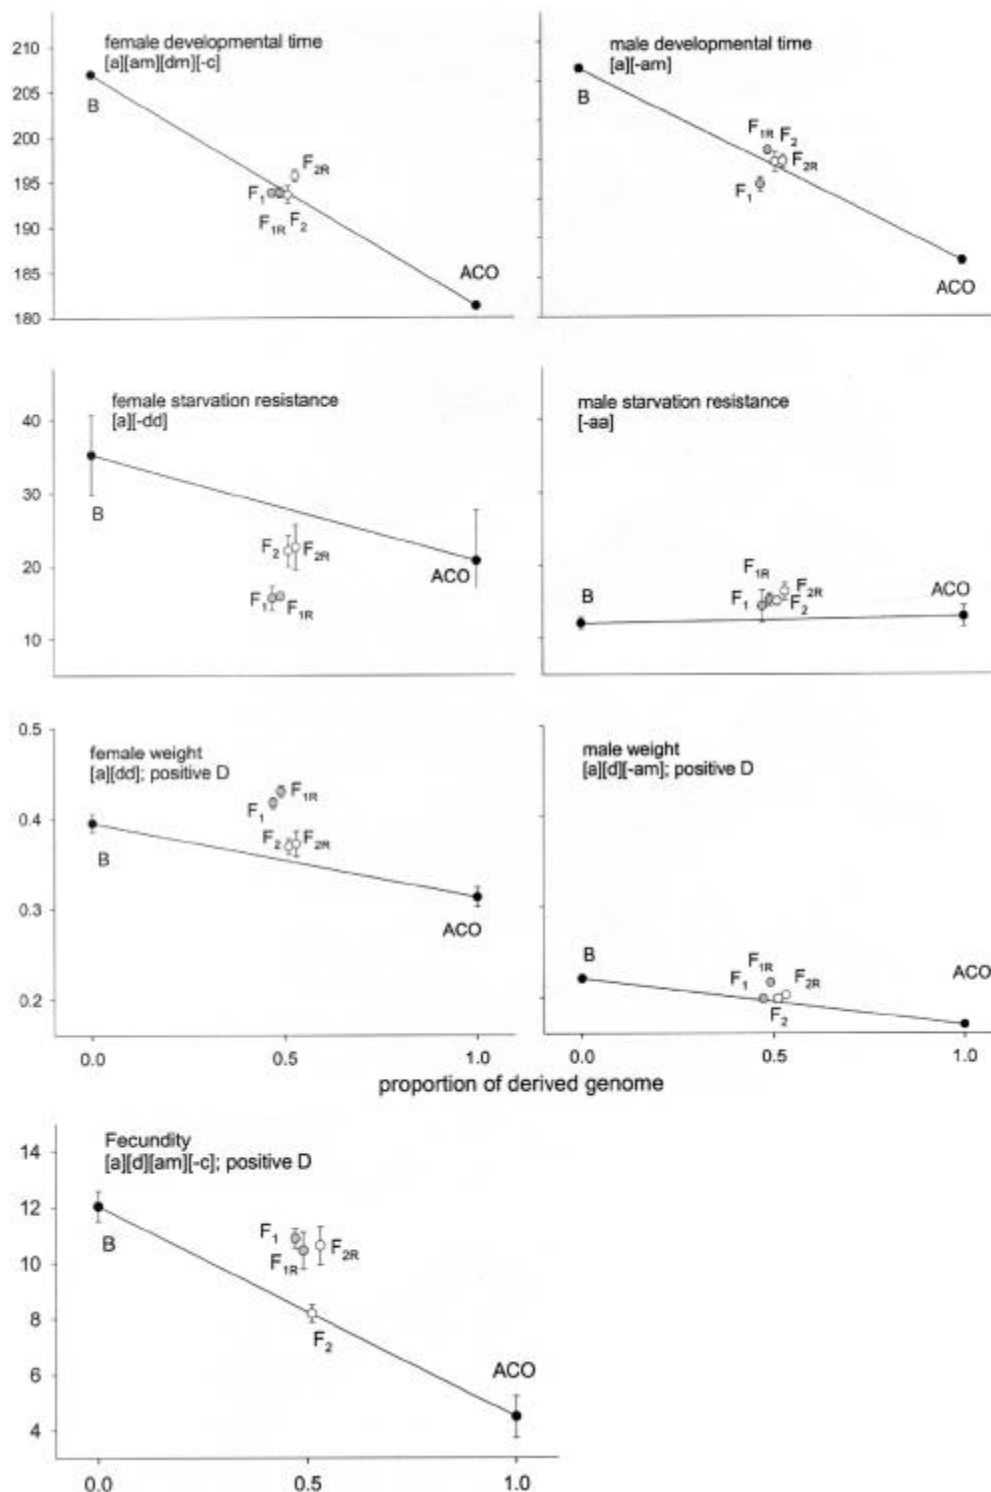 female developmental time
[a][am][dm][-c]
210
205
200
195
190
185
180
B
F2R
F1
F1R F2
ACO
male developmental time
[a][-am]
B
F1R F2
F2R
F1
ACO
female starvation resistance
[a][-dd]
40
30
20
10
B
F2
F2R
F1
F1R
ACO
male starvation resistance
[-aa]
B
F1R
F2R
F1
F2
ACO
0.5
0.4
0.3
0.2
female weight
[a][dd]; positive D
F1R
F1
F2 F2R
B
ACO
0.0 0.5 1.0
male weight
[a][d][-am]; positive D
B
F1R
F1
F2R
F2
ACO
0.0 0.5 1.0
proportion of derived genome
Fecundity
[a][d][am][-c]; positive D
14
12
10
8
6
4
B
F1
F1R
F2R
F2
ACO
0.0 0.5 1.0